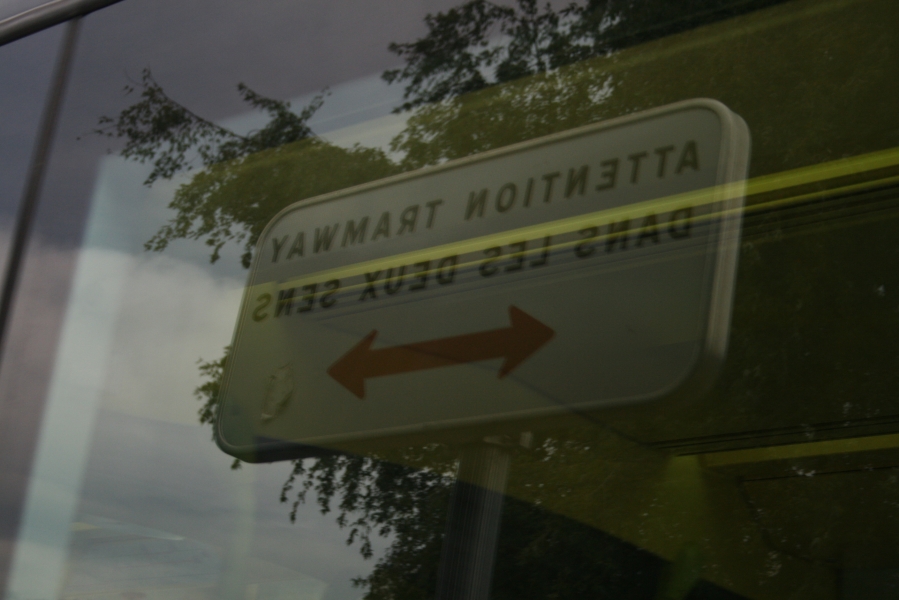 ATTENTION TRAMWAY
DANS LES DEUX SENS